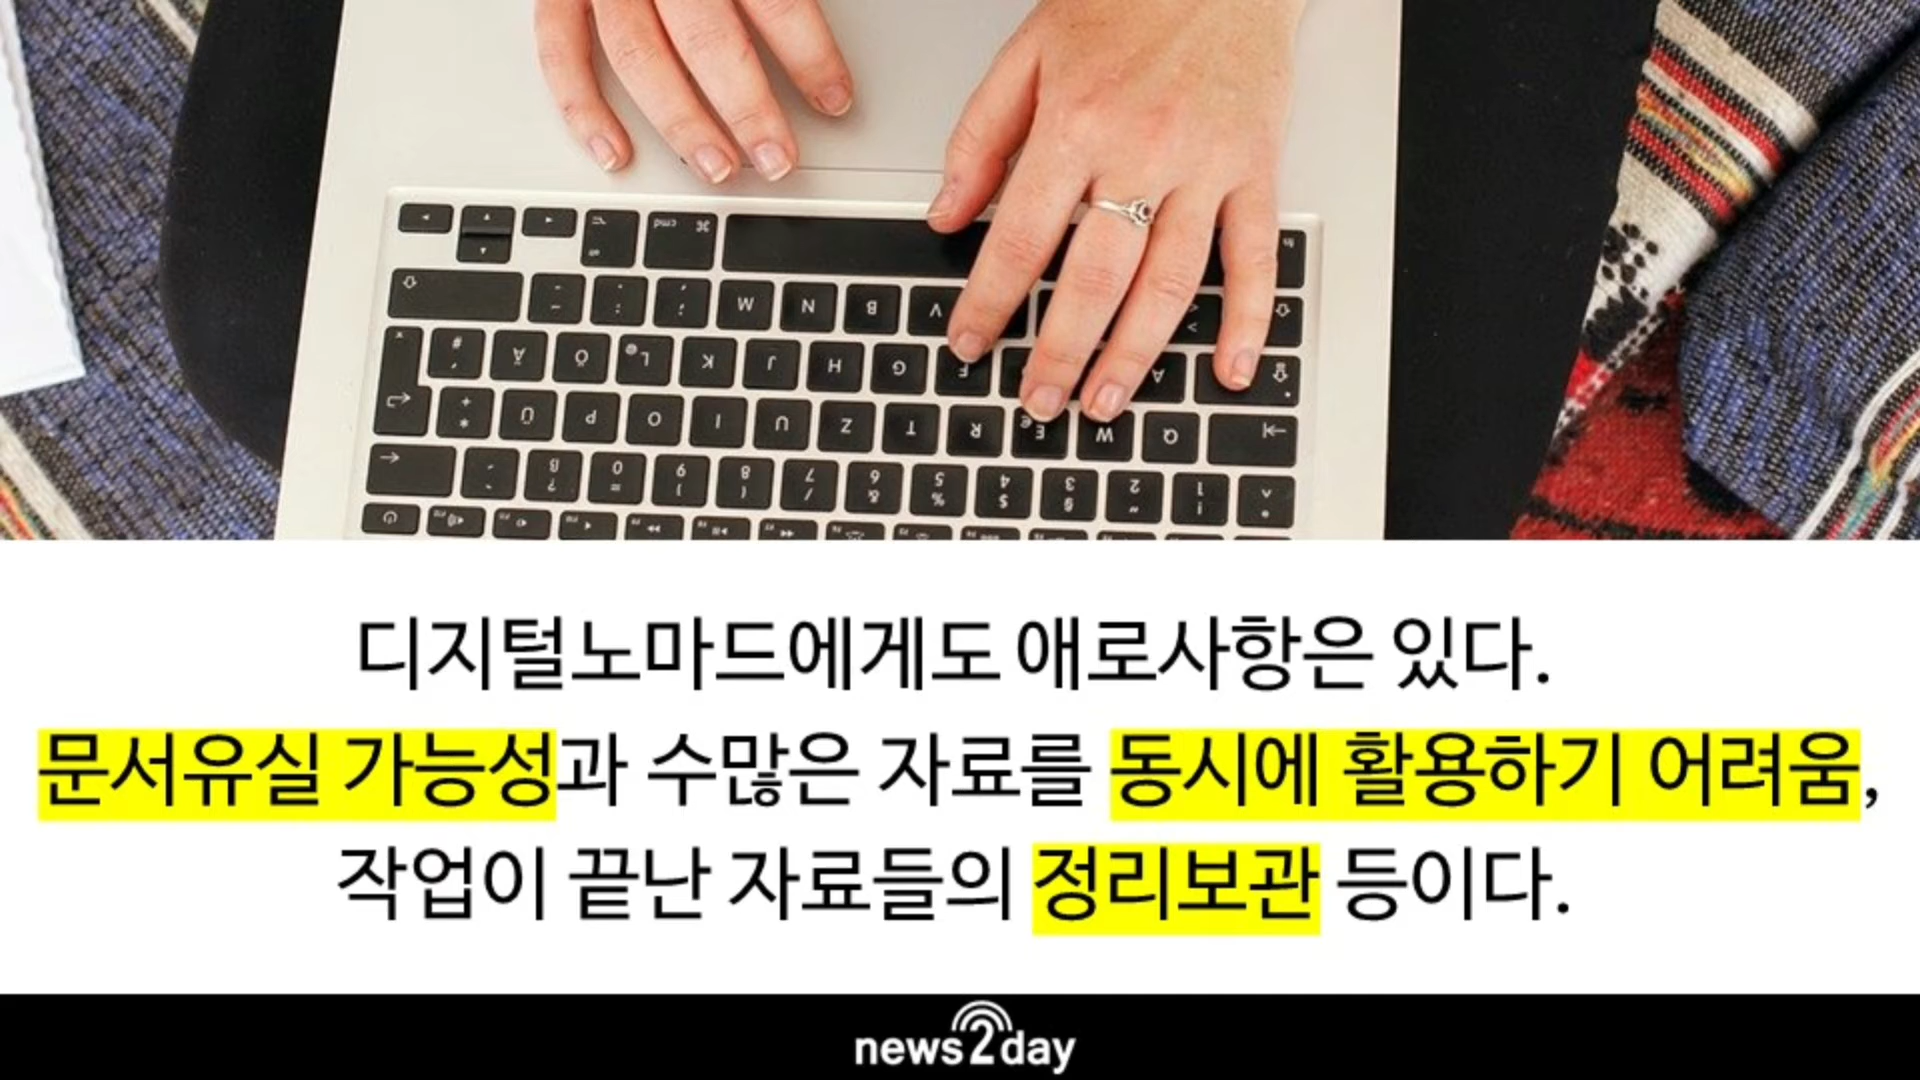 디지털노마드에게도 애로사항은 있다.
문서유실 가능성과 수많은 자료를 동시에 활용하기 어려움,
작업이 끝난 자료들의 정리보관 등이다.
news2day